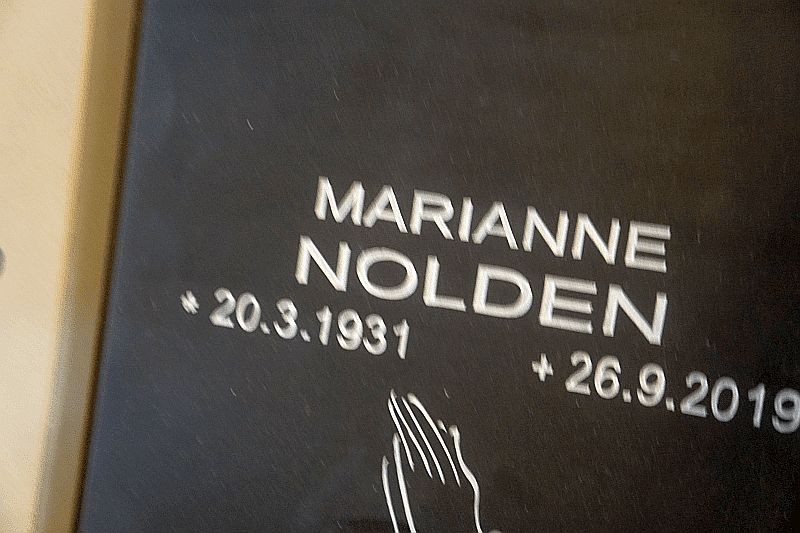 MARIANNE
NOLDEN
* 20.3.1931
+ 26.9.2019